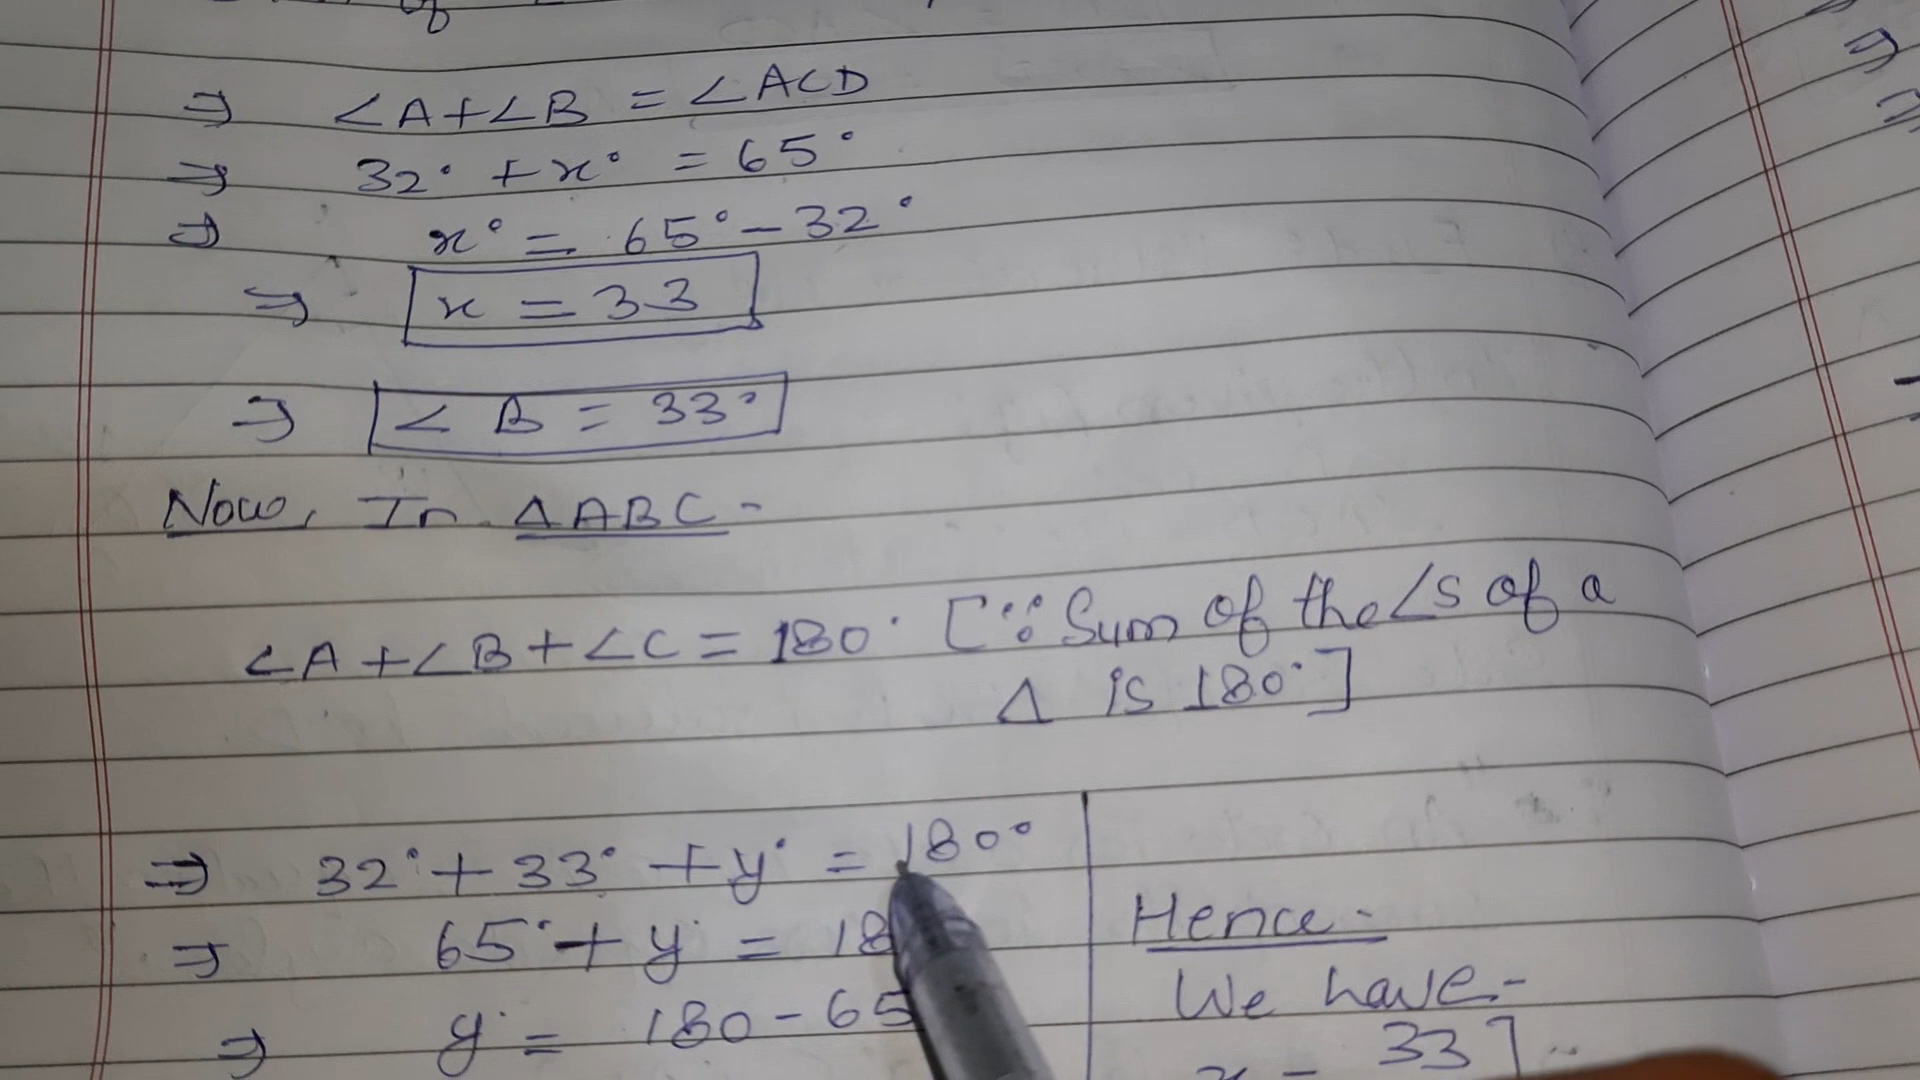 of
⇒ ∠A+∠B = ∠ACD
⇒ 32° + x° = 65°
⇒ x° = 65° - 32°
⇒ x = 33
⇒ ∠B = 33°
Now, In ΔABC -
∠A+∠B+∠C = 180° [∵ Sum of the ∠s of a
Δ is 180°]
⇒ 32° + 33° + y° = 180°
⇒ 65° + y° = 18
⇒ y° = 180 - 65
Hence -
We have -
x = 33